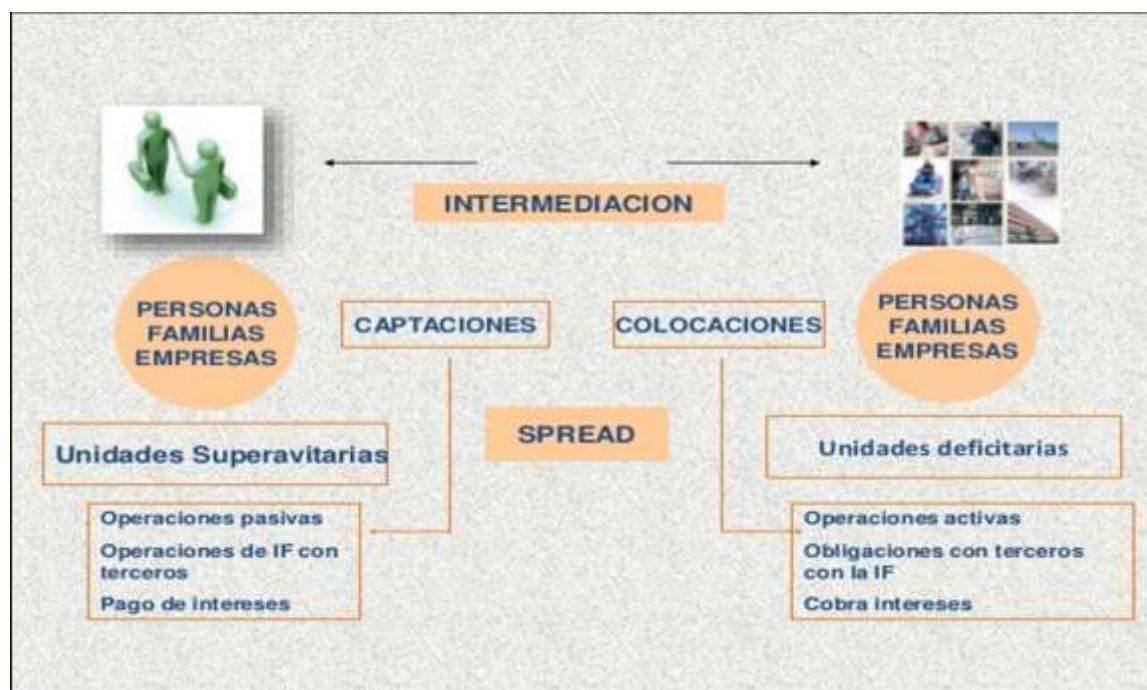 INTERMEDIACION
PERSONAS
FAMILIAS
EMPRESAS
CAPTACIONES
COLOCACIONES
PERSONAS
FAMILIAS
EMPRESAS
SPREAD
Unidades Superavitarias
Unidades deficitarias
Operaciones pasivas
Operaciones de IF con
terceros
Pago de intereses
Operaciones activas
Obligaciones con terceros
con la IF
Cobra intereses